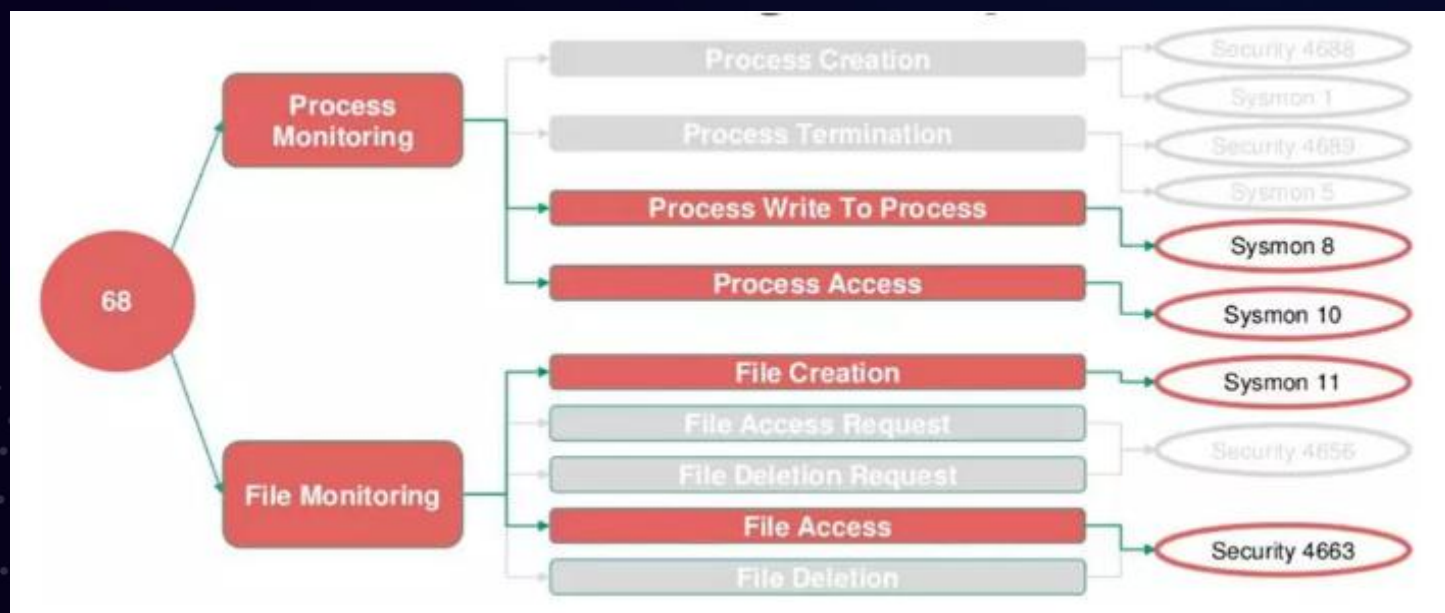 68
Process
Monitoring
File Monitoring
Process Creation
Process Termination
Process Write To Process
Process Access
File Creation
File Access Request
File Deletion Request
File Access
File Deletion
Security 4688
Sysmon 1
Security 4689
Sysmon 5
Sysmon 8
Sysmon 10
Sysmon 11
Security 4656
Security 4663